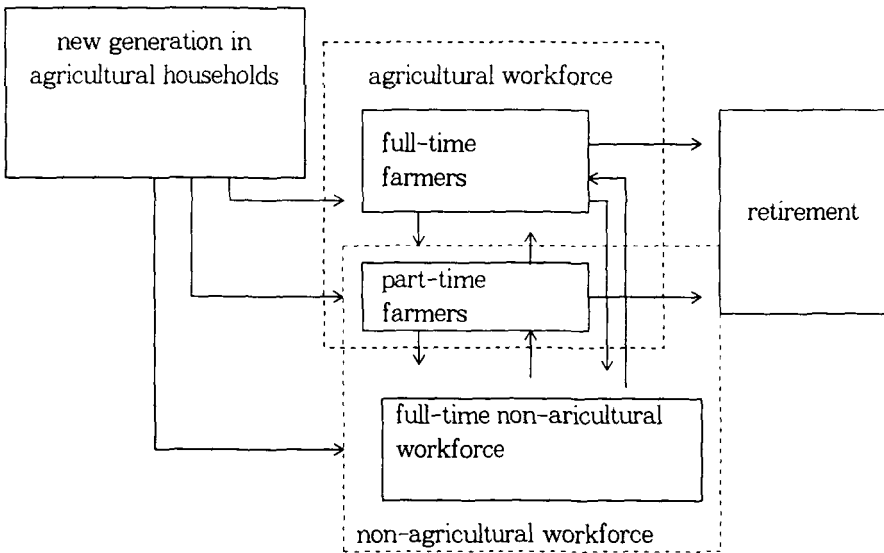 new generation in
agricultural households
agricultural workforce
full-time
farmers
retirement
part-time
farmers
full-time non-aricultural
workforce
non-agricultural workforce